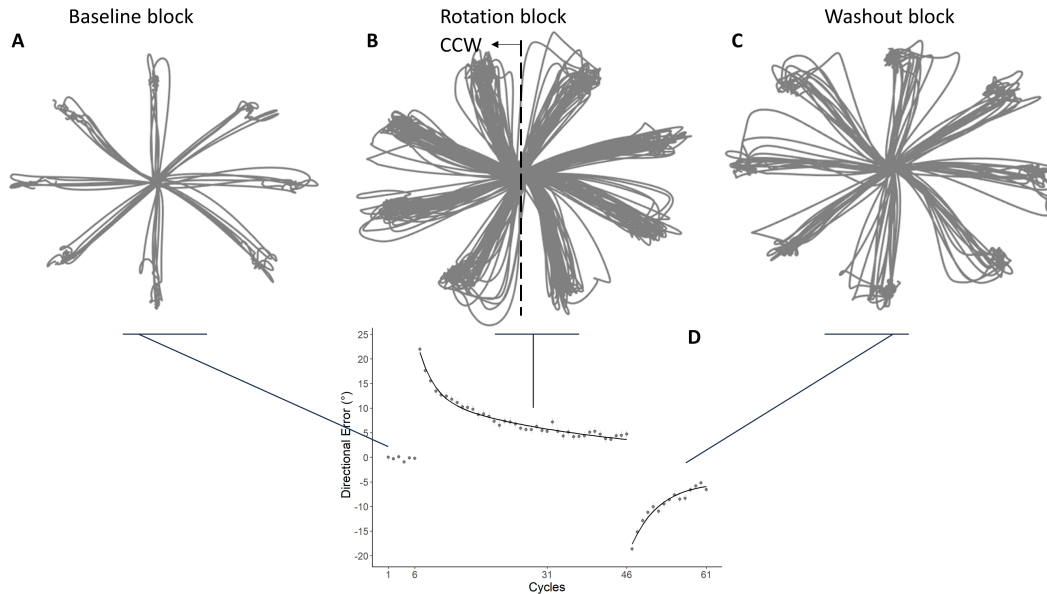 Baseline block
Rotation block
Washout block
A
B
C
CCW
D
Directional Error (°)
25
20
15
10
5
0
-5
-10
-15
-20
1
6
31
46
61
Cycles